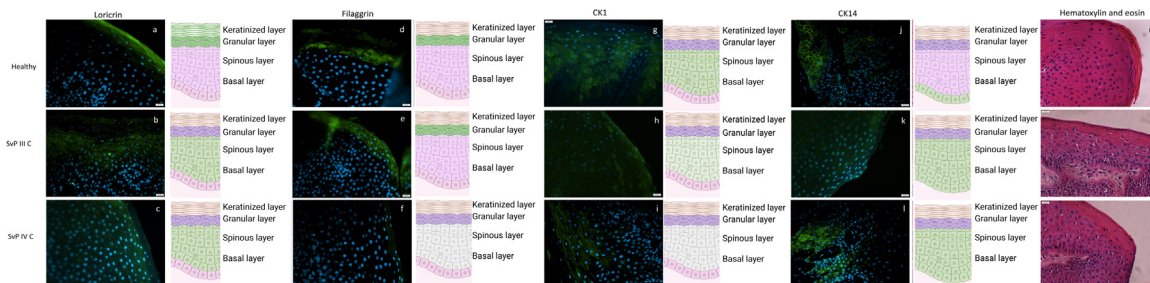 Loricrin Filaggrin CK1 CK14 Hematoxylin and eosin
Healthy
a
Keratinized layer
Granular layer
Spinous layer
Basal layer
d
Keratinized layer
Granular layer
Spinous layer
Basal layer
g
Keratinized layer
Granular layer
Spinous layer
Basal layer
j
Keratinized layer
Granular layer
Spinous layer
Basal layer
SvP III C
b
Keratinized layer
Granular layer
Spinous layer
Basal layer
e
Keratinized layer
Granular layer
Spinous layer
Basal layer
h
Keratinized layer
Granular layer
Spinous layer
Basal layer
k
Keratinized layer
Granular layer
Spinous layer
Basal layer
SvP IV C
c
Keratinized layer
Granular layer
Spinous layer
Basal layer
f
Keratinized layer
Granular layer
Spinous layer
Basal layer
i
Keratinized layer
Granular layer
Spinous layer
Basal layer
l
Keratinized layer
Granular layer
Spinous layer
Basal layer